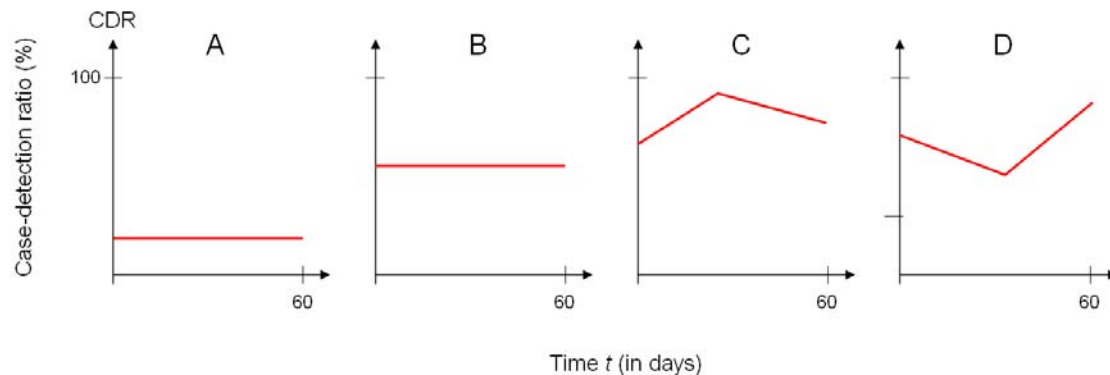 CDR
A B C D
100
60 60 60 60
Case-detection ratio (%)
Time t (in days)